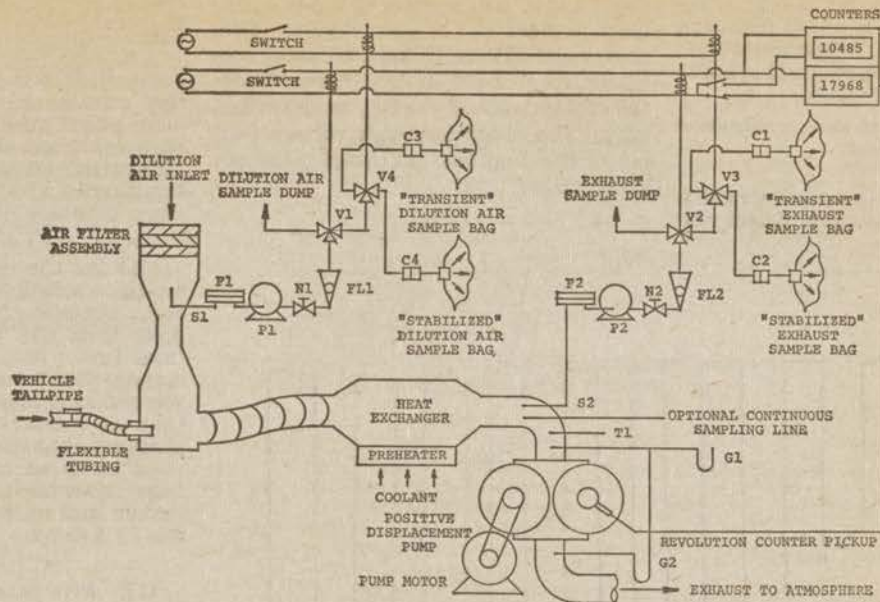 COUNTERS
SWITCH
10485
SWITCH
17968
DILUTION
AIR INLET
DILUTION AIR
SAMPLE DUMP
C3
V4
"TRANSIENT"
DILUTION AIR
SAMPLE BAG
EXHAUST
SAMPLE DUMP
C1
V3
"TRANSIENT"
EXHAUST
SAMPLE BAG
AIR FILTER
ASSEMBLY
V1
V2
F1
N1
FL1
C4
F2
N2
FL2
C2
S1
P1
"STABILIZED"
DILUTION AIR
SAMPLE BAG
P2
"STABILIZED"
EXHAUST
SAMPLE BAG
VEHICLE
TAILPIPE
HEAT
EXCHANGER
S2
OPTIONAL CONTINUOUS
SAMPLING LINE
T1
FLEXIBLE
TUBING
PREHEATER
G1
COOLANT
POSITIVE
DISPLACEMENT
PUMP
REVOLUTION COUNTER PICKUP
G2
PUMP MOTOR
EXHAUST TO ATMOSPHERE